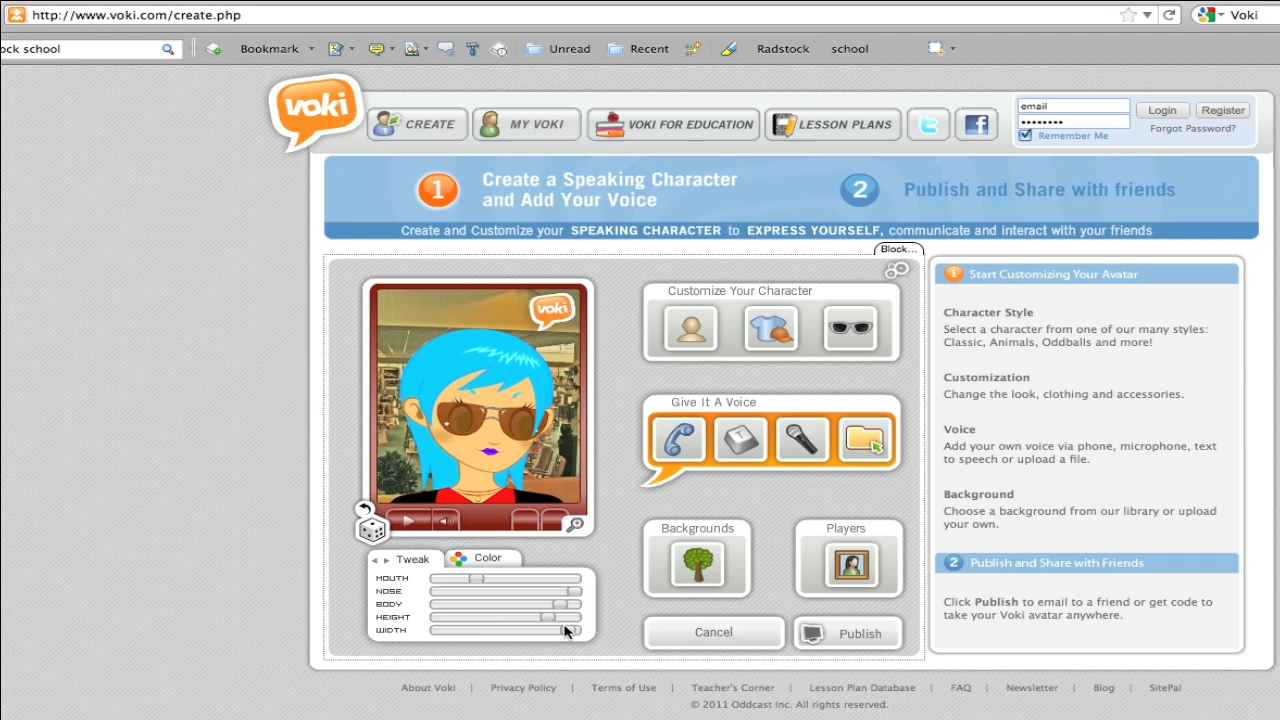 http://www.voki.com/create.php
Voki
ock school
Bookmark
Unread
Recent
Radstock
school
voki
CREATE
MY VOKI
VOKI FOR EDUCATION
LESSON PLANS
email
Login
Register
Forgot Password?
Remember Me
1 Create a Speaking Character
and Add Your Voice
2 Publish and Share with friends
Create and Customize your SPEAKING CHARACTER to EXPRESS YOURSELF, communicate and interact with your friends
Block...
voki
Tweak
Color
MOUTH
NOSE
BODY
HEIGHT
WIDTH
Customize Your Character
Give It A Voice
Backgrounds
Players
Cancel
Publish
1 Start Customizing Your Avatar
Character Style
Select a character from one of our many styles:
Classic, Animals, Oddballs and more!
Customization
Change the look, clothing and accessories.
Voice
Add your own voice via phone, microphone, text
to speech or upload a file.
Background
Choose a background from our library or upload
your own.
2 Publish and Share with Friends
Click Publish to email to a friend or get code to
take your Voki avatar anywhere.
About Voki | Privacy Policy | Terms of Use | Teacher's Corner | Lesson Plan Database | FAQ | Newsletter | Blog | SitePal
© 2011 Oddcast Inc. All rights reserved.